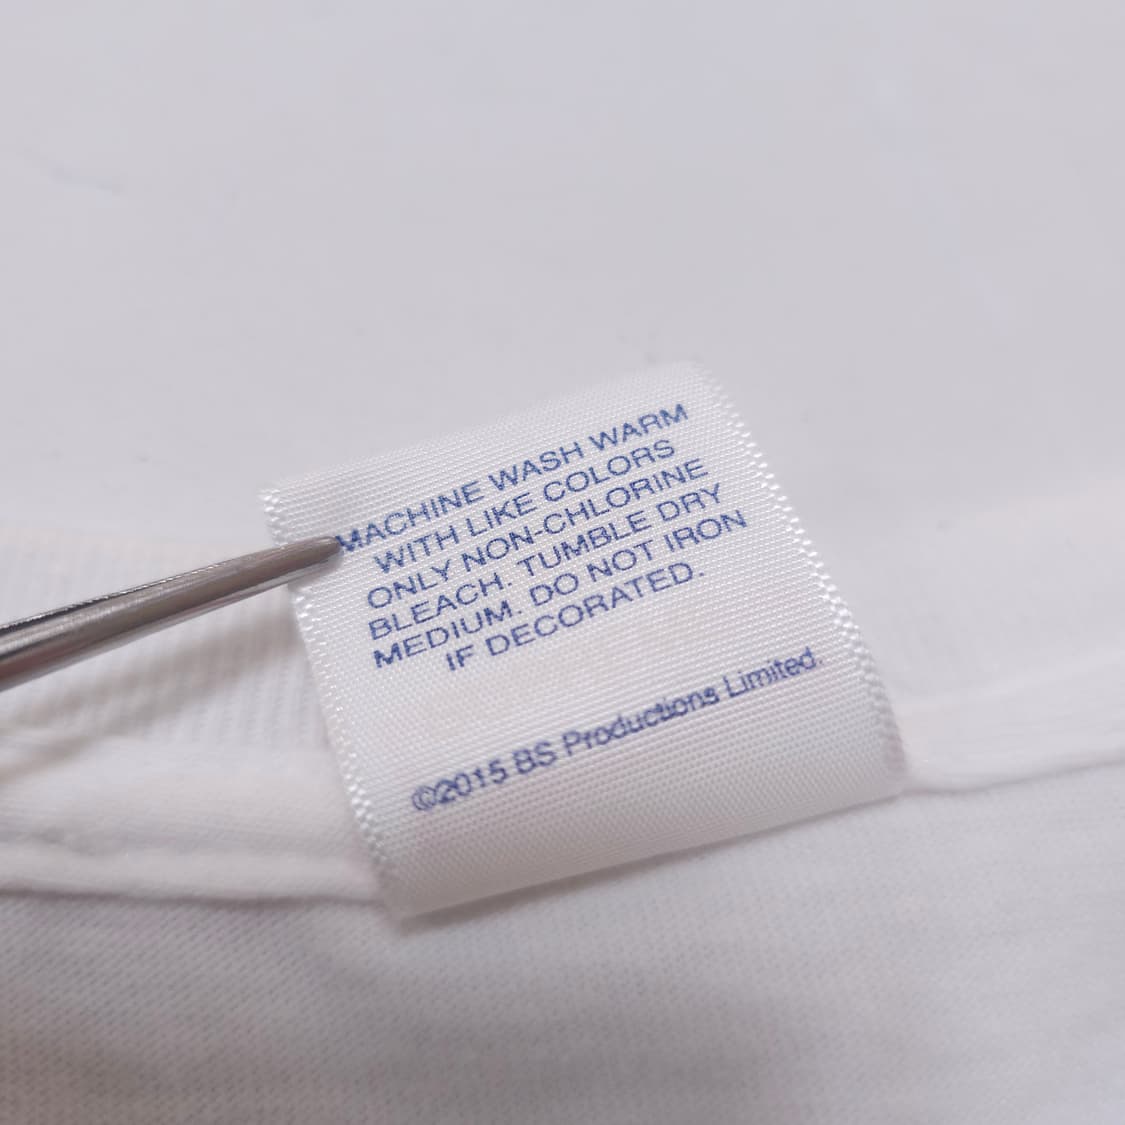 MACHINE WASH WARM
WITH LIKE COLORS
ONLY NON-CHLORINE
BLEACH. TUMBLE DRY
MEDIUM. DO NOT IRON
IF DECORATED.
©2015 BS Productions Limited.